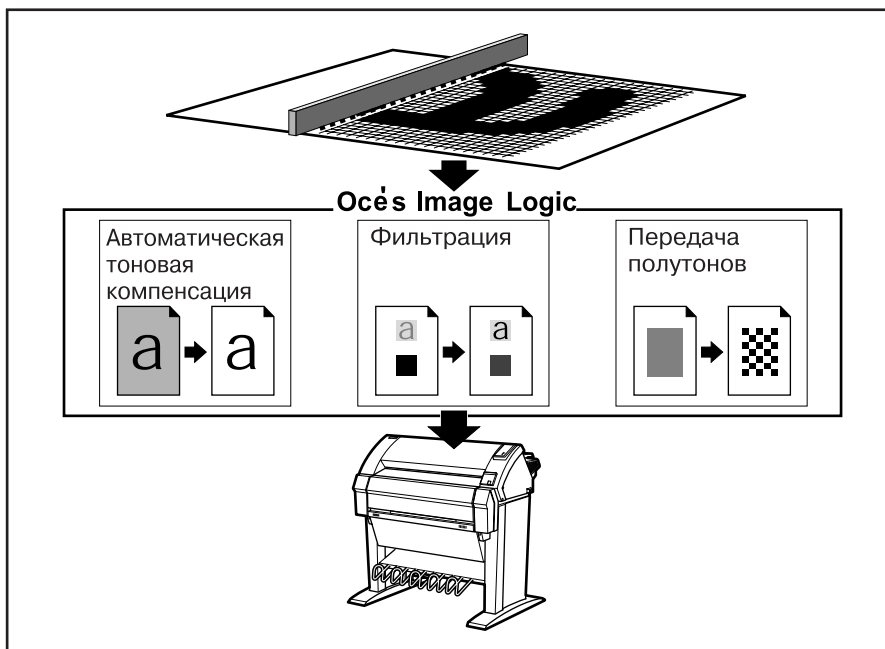 Océ's Image Logic
Автоматическая
тоновая
компенсация
a a
Фильтрация
a a
Передача
полутонов